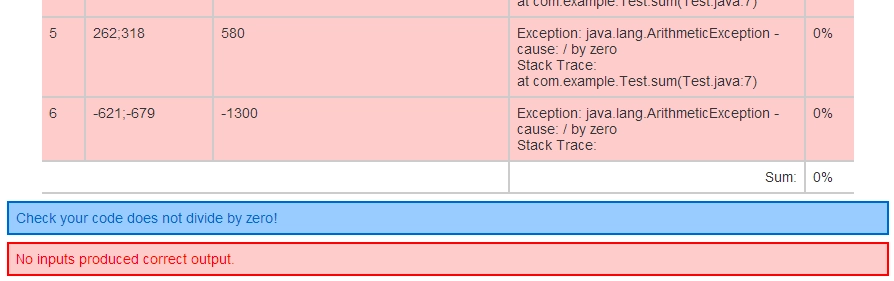 at com.example.Test.sum(Test.java:7)
5 262;318 580 Exception: java.lang.ArithmeticException - 0%
cause: / by zero
Stack Trace:
at com.example.Test.sum(Test.java:7)
6 -621;-679 -1300 Exception: java.lang.ArithmeticException - 0%
cause: / by zero
Stack Trace:
Sum: 0%
Check your code does not divide by zero!
No inputs produced correct output.